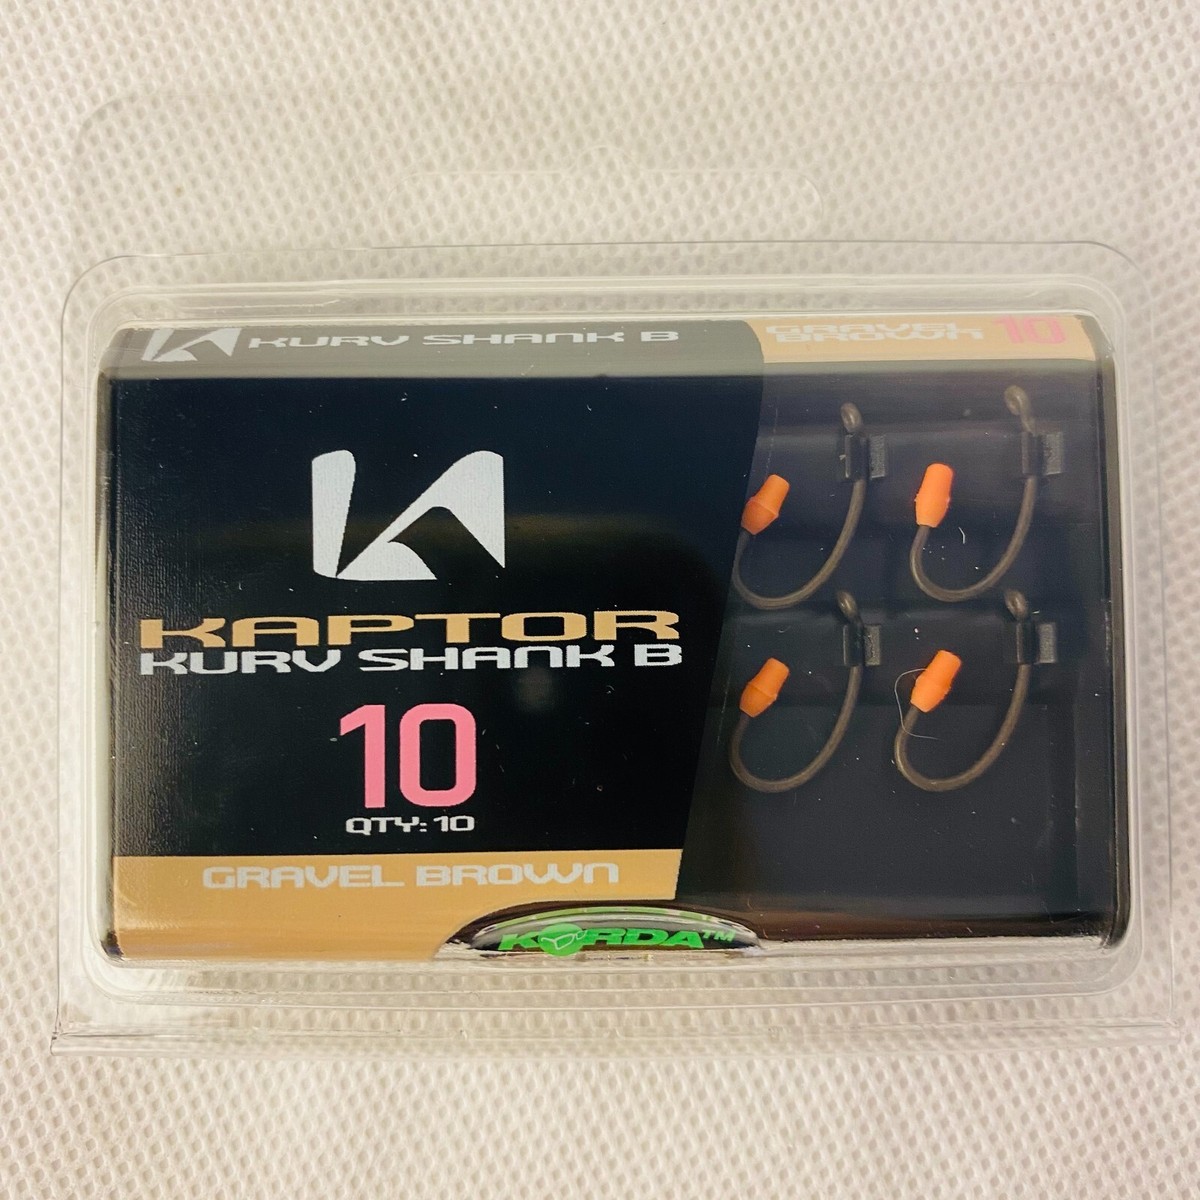 KURV SHANK B
GRAVEL
BROWN 10
KAPTOR
KURV SHANK B
10
QTY: 10
GRAVEL BROWN
KORDA™